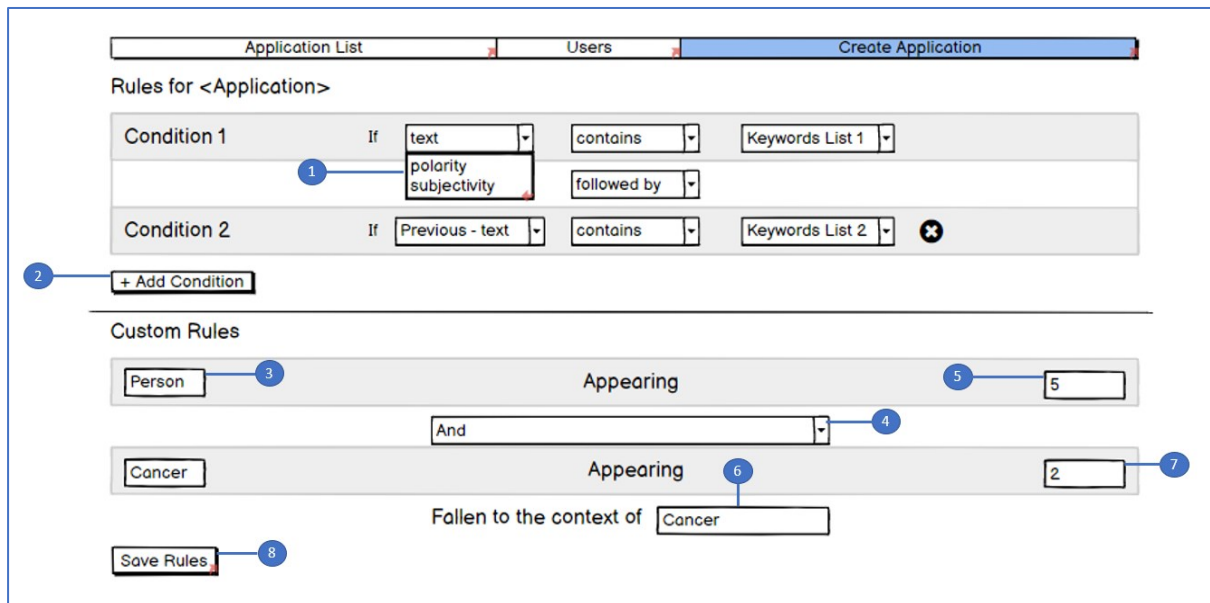 Application List Users Create Application
Rules for <Application>
Condition 1 If text contains Keywords List 1
1 polarity
subjectivity followed by
Condition 2 If Previous - text contains Keywords List 2
2 + Add Condition
Custom Rules
Person 3 Appearing 5 5
And 4
Cancer Appearing 6 2 7
Fallen to the context of Cancer
Save Rules 8